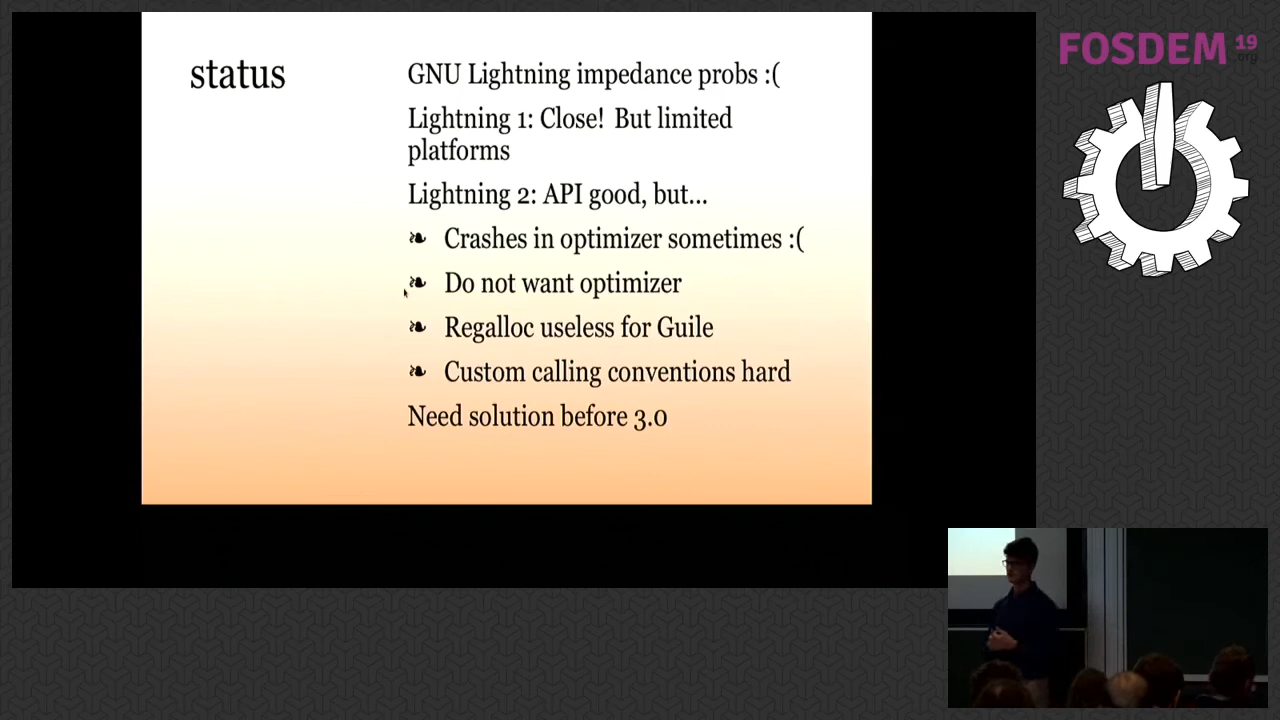 status
GNU Lightning impedance probs :(
Lightning 1: Close! But limited
platforms
Lightning 2: API good, but...
❧ Crashes in optimizer sometimes :(
❧ Do not want optimizer
❧ Regalloc useless for Guile
❧ Custom calling conventions hard
Need solution before 3.0
FOSDEM 19
.org